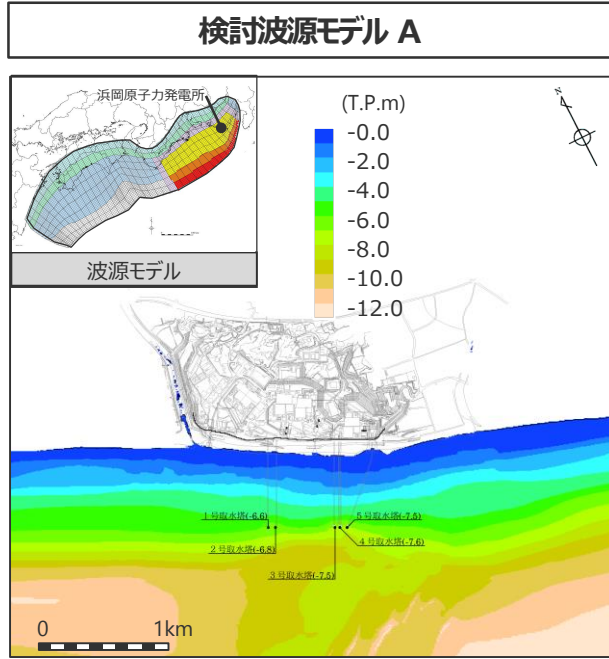 検討波源モデル A
浜岡原子力発電所
波源モデル
(T.P.m)
-0.0
-2.0
-4.0
-6.0
-8.0
-10.0
-12.0
N
1号取水塔(-6.6)
5号取水塔(-7.5)
2号取水塔(-6.8)
4号取水塔(-7.6)
3号取水塔(-7.5)
0 1km